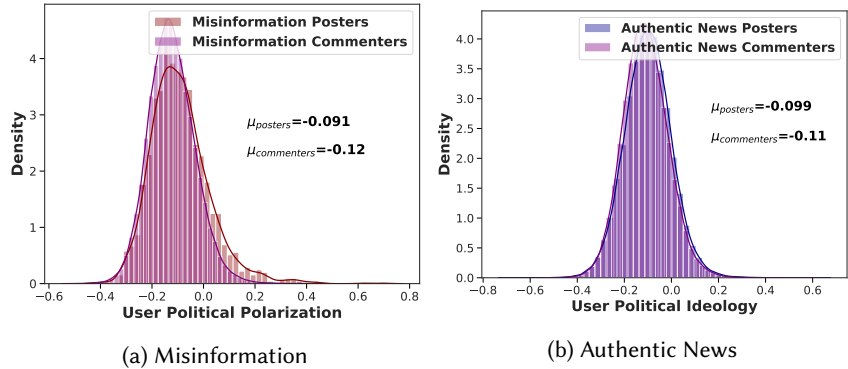 Misinformation Posters
Misinformation Commenters
μposters=-0.091
μcommenters=-0.12
Density
5
4
3
2
1
0
−0.6 −0.4 −0.2 0.0 0.2 0.4 0.6 0.8
User Political Polarization
(a) Misinformation
Authentic News Posters
Authentic News Commenters
μposters=-0.099
μcommenters=-0.11
Density
4.0
3.5
3.0
2.5
2.0
1.5
1.0
0.5
0.0
−0.8 −0.6 −0.4 −0.2 0.0 0.2 0.4 0.6
User Political Ideology
(b) Authentic News